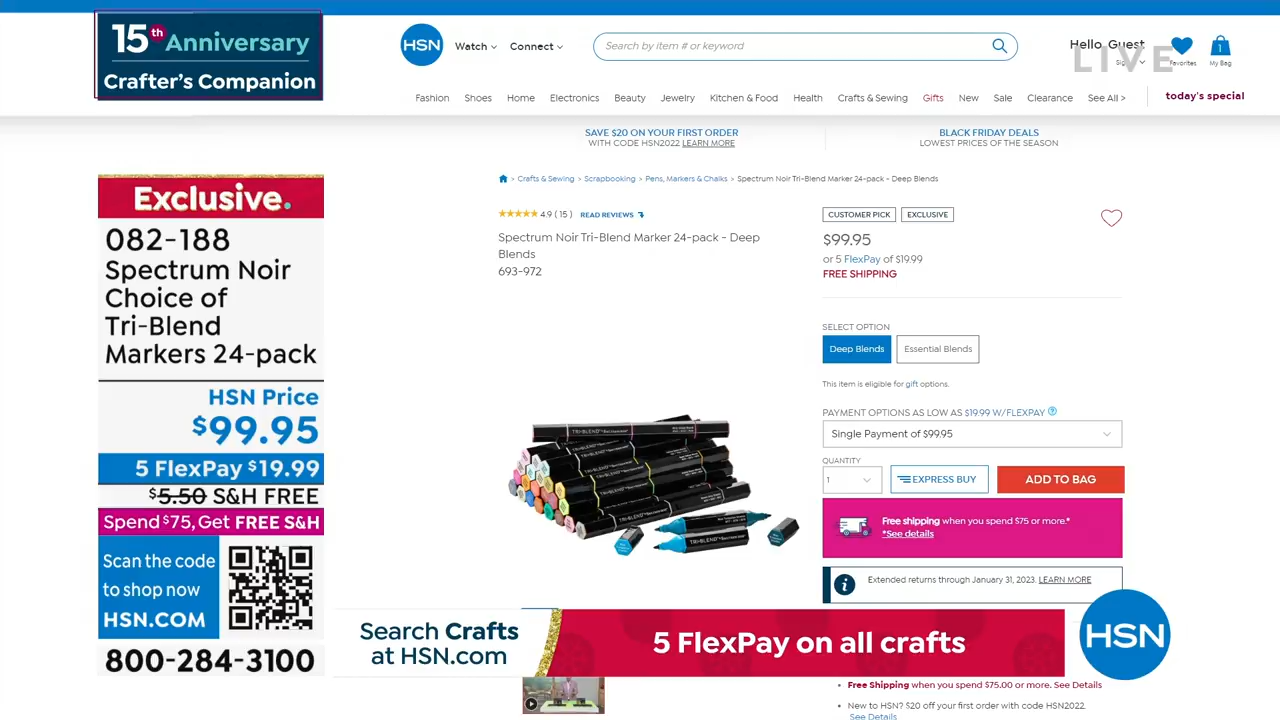 15th Anniversary
Crafter's Companion
HSN
Watch
Connect
Search by item # or keyword
Hello, Guest
LIVE
Favorites
1
My Bag
Fashion
Shoes
Home
Electronics
Beauty
Jewelry
Kitchen & Food
Health
Crafts & Sewing
Gifts
New
Sale
Clearance
See All >
today's special
SAVE $20 ON YOUR FIRST ORDER
WITH CODE HSN2022 LEARN MORE
BLACK FRIDAY DEALS
LOWEST PRICES OF THE SEASON
> Crafts & Sewing > Scrapbooking > Pens, Markers & Chalks > Spectrum Noir Tri-Blend Marker 24-pack - Deep Blends
Exclusive.
082-188
Spectrum Noir
Choice of
Tri-Blend
Markers 24-pack
HSN Price
$99.95
5 FlexPay $19.99
$5.50 S&H FREE
Spend $75, Get FREE S&H
Scan the code
to shop now
HSN.COM
800-284-3100
4.9 ( 15 ) READ REVIEWS
Spectrum Noir Tri-Blend Marker 24-pack - Deep
Blends
693-972
TRI-BLEND
CUSTOMER PICK
EXCLUSIVE
$99.95
or 5 FlexPay of $19.99
FREE SHIPPING
SELECT OPTION
Deep Blends
Essential Blends
This item is eligible for gift options.
PAYMENT OPTIONS AS LOW AS $19.99 W/FLEXPAY ?
Single Payment of $99.95
QUANTITY
1
EXPRESS BUY
ADD TO BAG
Free shipping when you spend $75 or more.*
*See details
Extended returns through January 31, 2023. LEARN MORE
Search Crafts
at HSN.com
5 FlexPay on all crafts
HSN
• Free Shipping when you spend $75.00 or more. See Details
• New to HSN? $20 off your first order with code HSN2022.
See Details